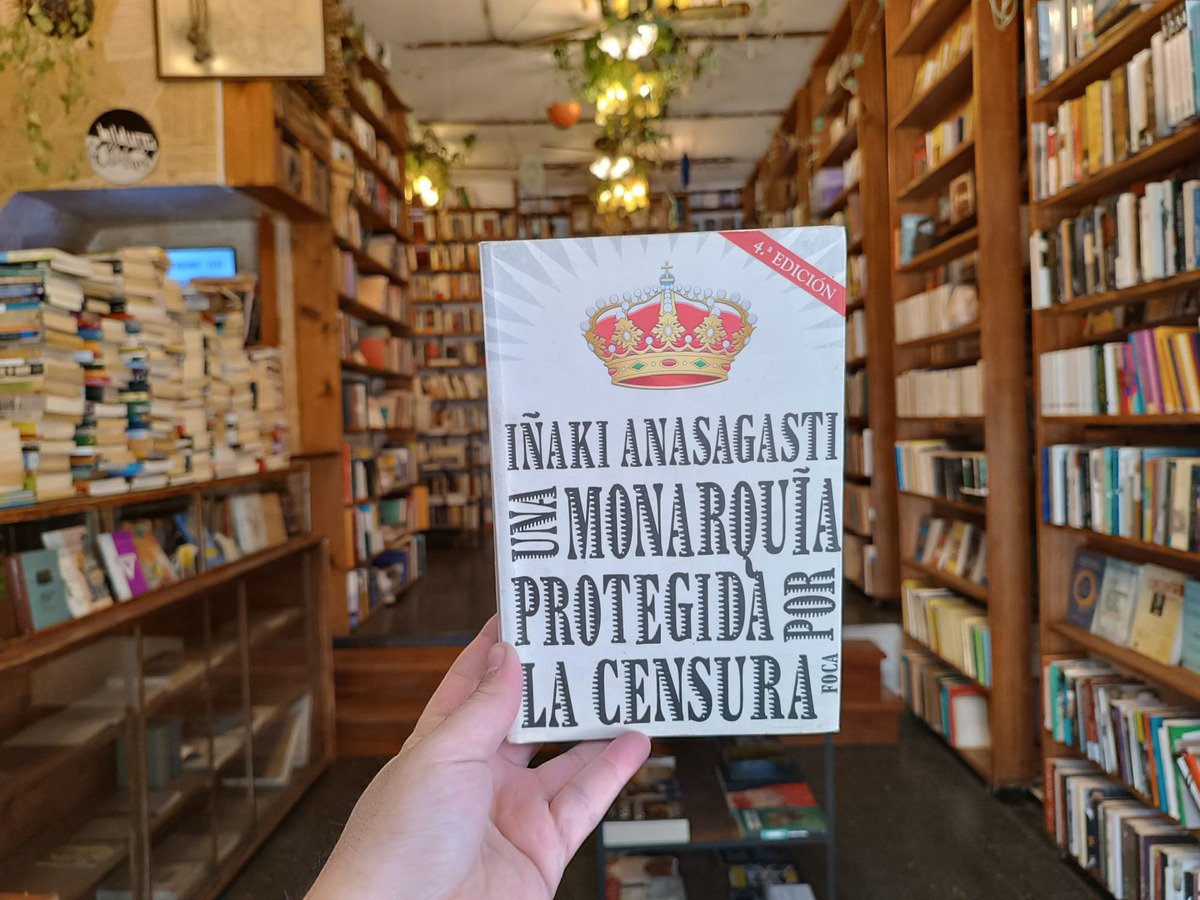 4.ª EDICIÓN
IÑAKI ANASAGASTI
UNA MONARQUÍA
PROTEGIDA POR
LA CENSURA
FOCA